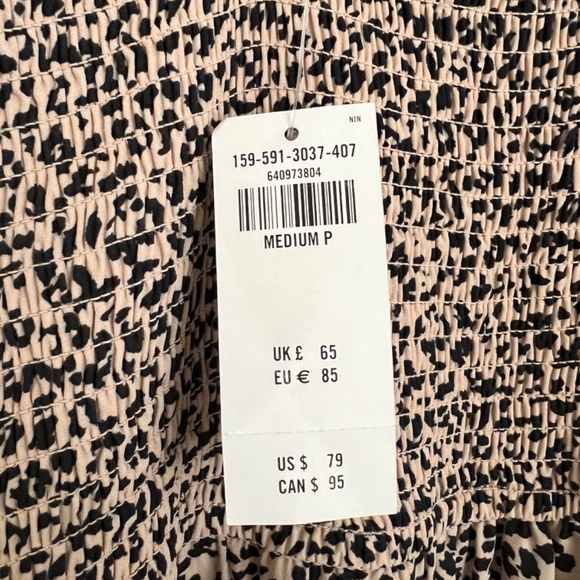 NIN
159-591-3037-407
640973804
MEDIUM P
UK £ 65
EU € 85
US $ 79
CAN $ 95